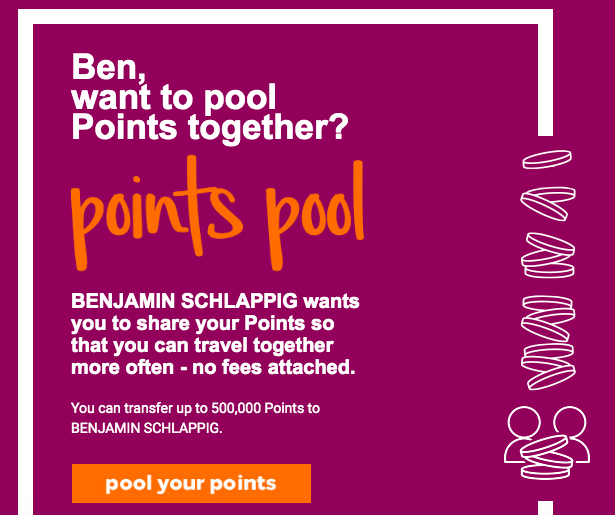 Ben,
want to pool
Points together?
points pool
BENJAMIN SCHLAPPIG wants
you to share your Points so
that you can travel together
more often - no fees attached.
You can transfer up to 500,000 Points to
BENJAMIN SCHLAPPIG.
pool your points